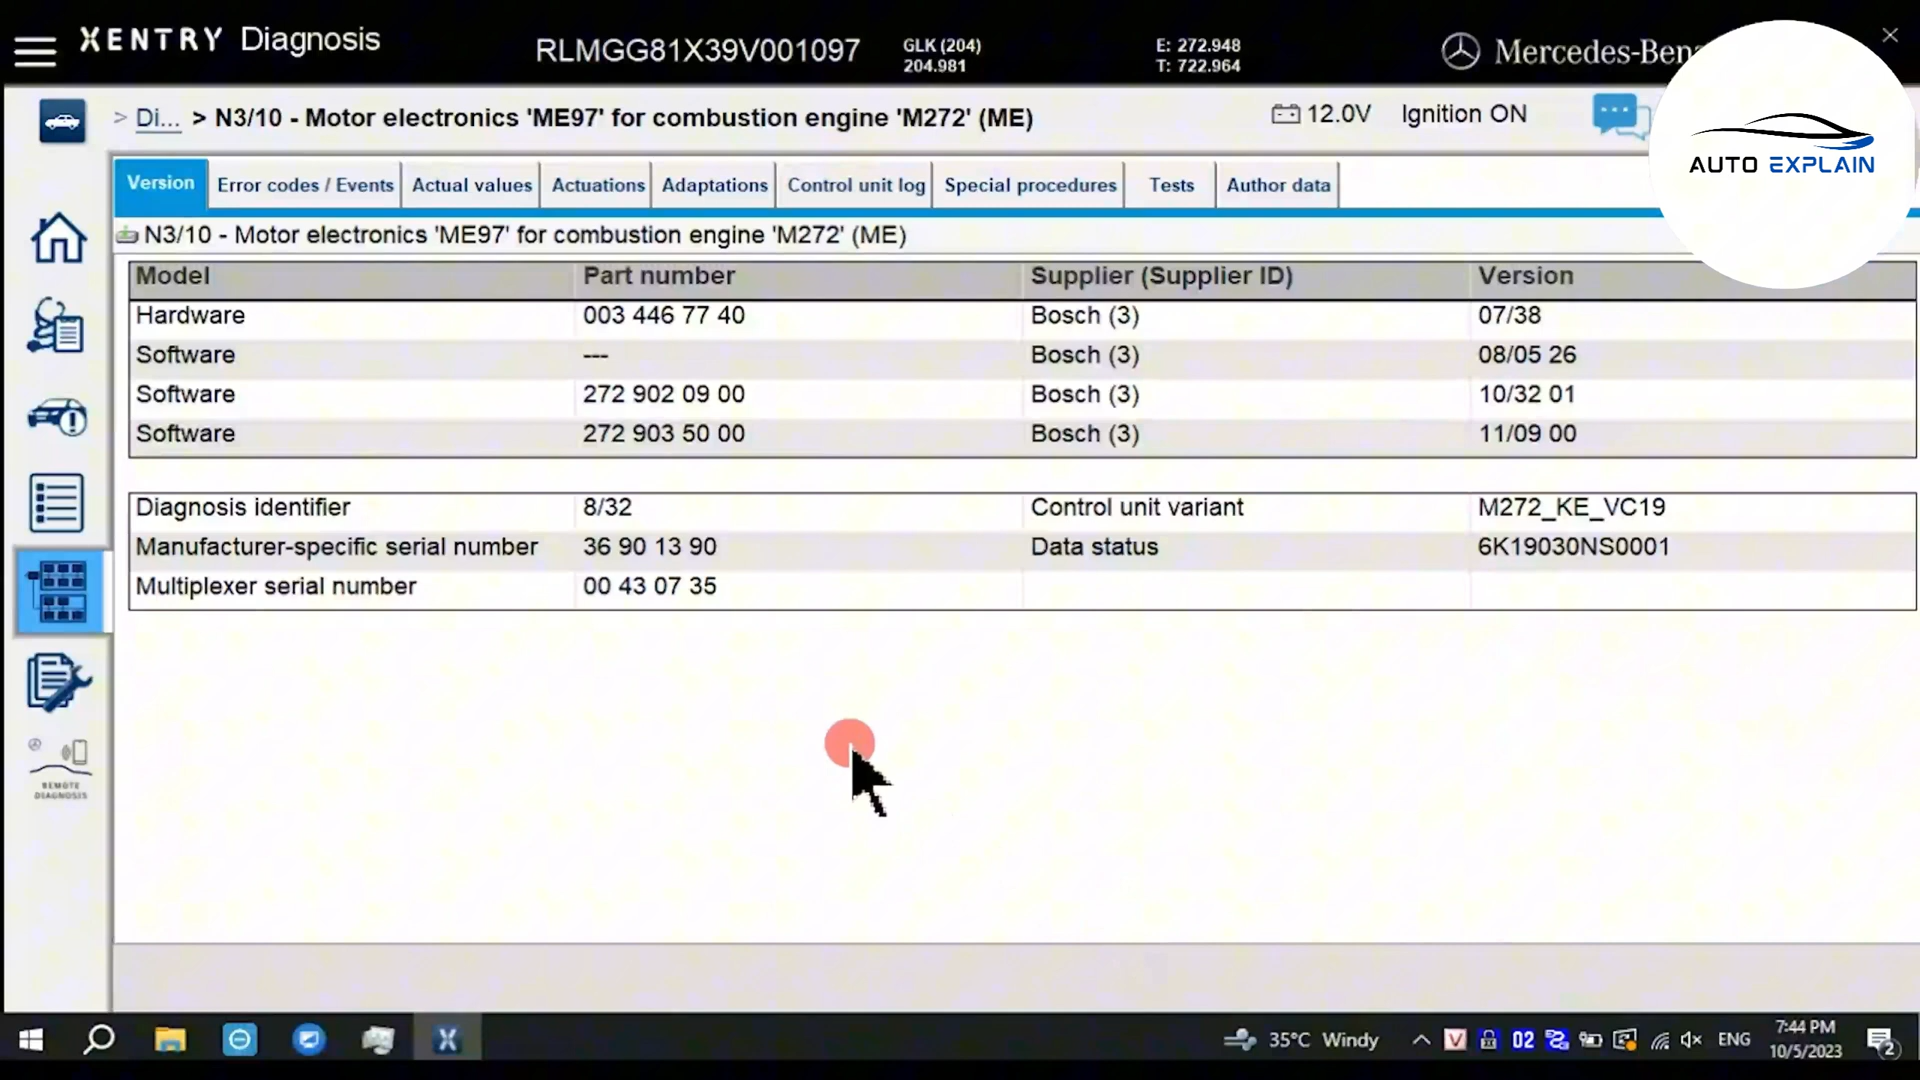 XENTRY Diagnosis
RLMGG81X39V001097
GLK (204)
204.981
E: 272.948
T: 722.964
Mercedes-Ben
> Di... > N3/10 - Motor electronics 'ME97' for combustion engine 'M272' (ME)
12.0V
Ignition ON
AUTO EXPLAIN
Version
Error codes / Events
Actual values
Actuations
Adaptations
Control unit log
Special procedures
Tests
Author data
N3/10 - Motor electronics 'ME97' for combustion engine 'M272' (ME)
Model Part number Supplier (Supplier ID) Version
Hardware 003 446 77 40 Bosch (3) 07/38
Software --- Bosch (3) 08/05 26
Software 272 902 09 00 Bosch (3) 10/32 01
Software 272 903 50 00 Bosch (3) 11/09 00
Diagnosis identifier 8/32 Control unit variant M272_KE_VC19
Manufacturer-specific serial number 36 90 13 90 Data status 6K19030NS0001
Multiplexer serial number 00 43 07 35
REMOTE
DIAGNOSIS
X
35°C Windy
V
02
ENG
7:44 PM
10/5/2023
2